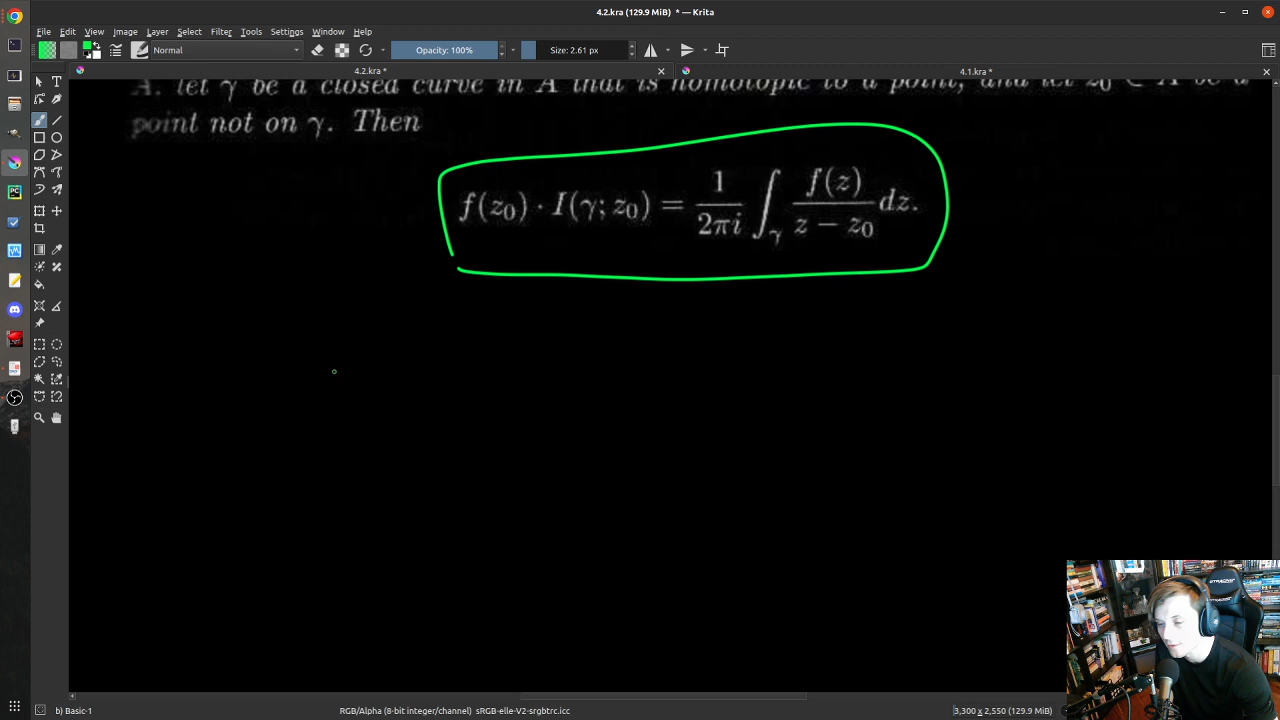 4.2.kra (129.9 MiB) * — Krita
File Edit View Image Layer Select Filter Tools Settings Window Help
Normal Opacity: 100% Size: 2.61 px
4.2.kra * 4.1.kra *
A. let γ be a closed curve in A that is homotopic to a point, and let z₀ ∈ A be a
point not on γ. Then
f(z₀) · I(γ; z₀) = \frac{1}{2πi} ∫_γ \frac{f(z)}{z − z₀} dz.
b) Basic-1 RGB/Alpha (8-bit integer/channel) sRGB-elle-V2-srgbtrc.icc 3,300 x 2,550 (129.9 MiB)